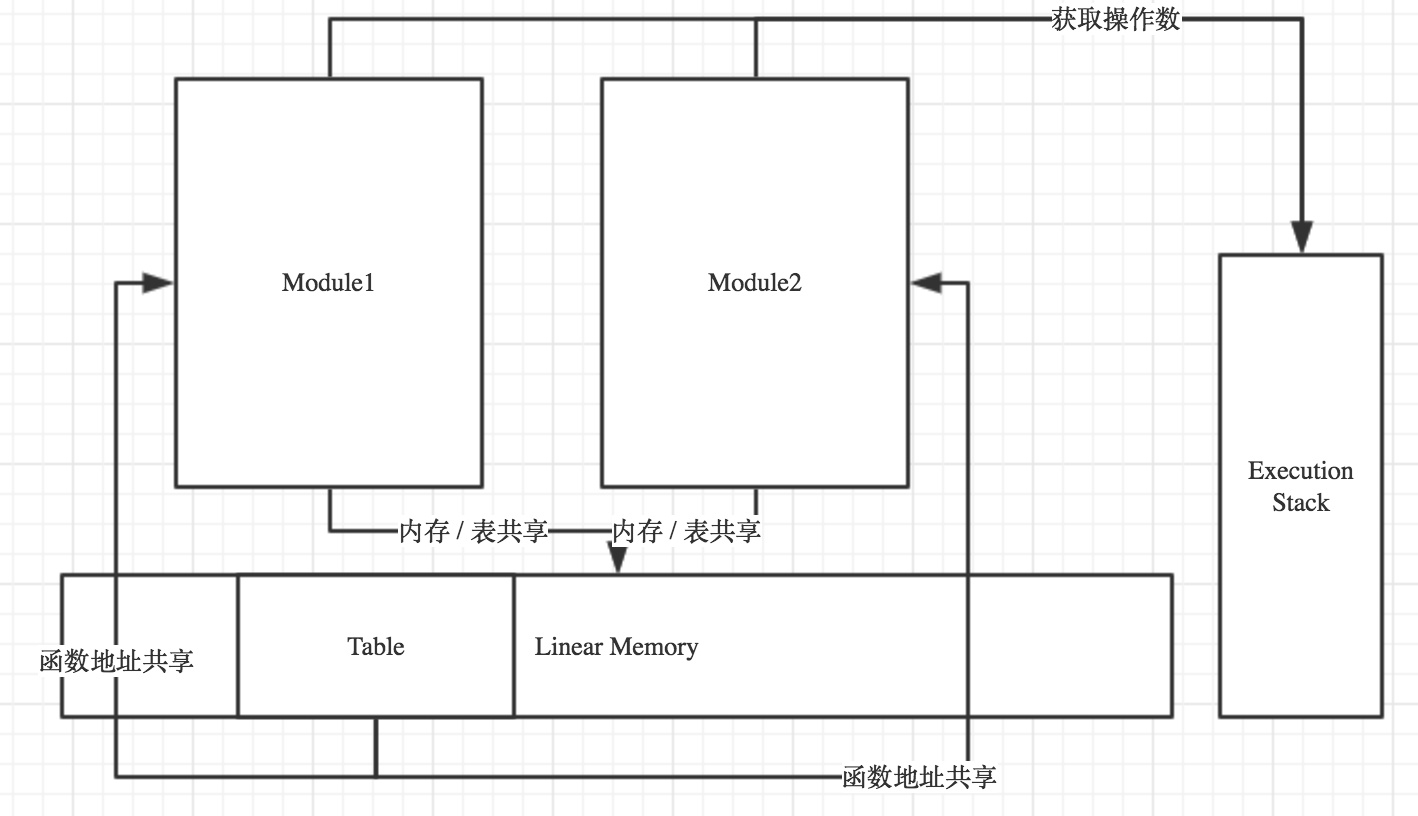 获取操作数
Module1
Module2
Execution
Stack
内存 / 表共享
内存 / 表共享
Table
Linear Memory
函数地址共享
函数地址共享